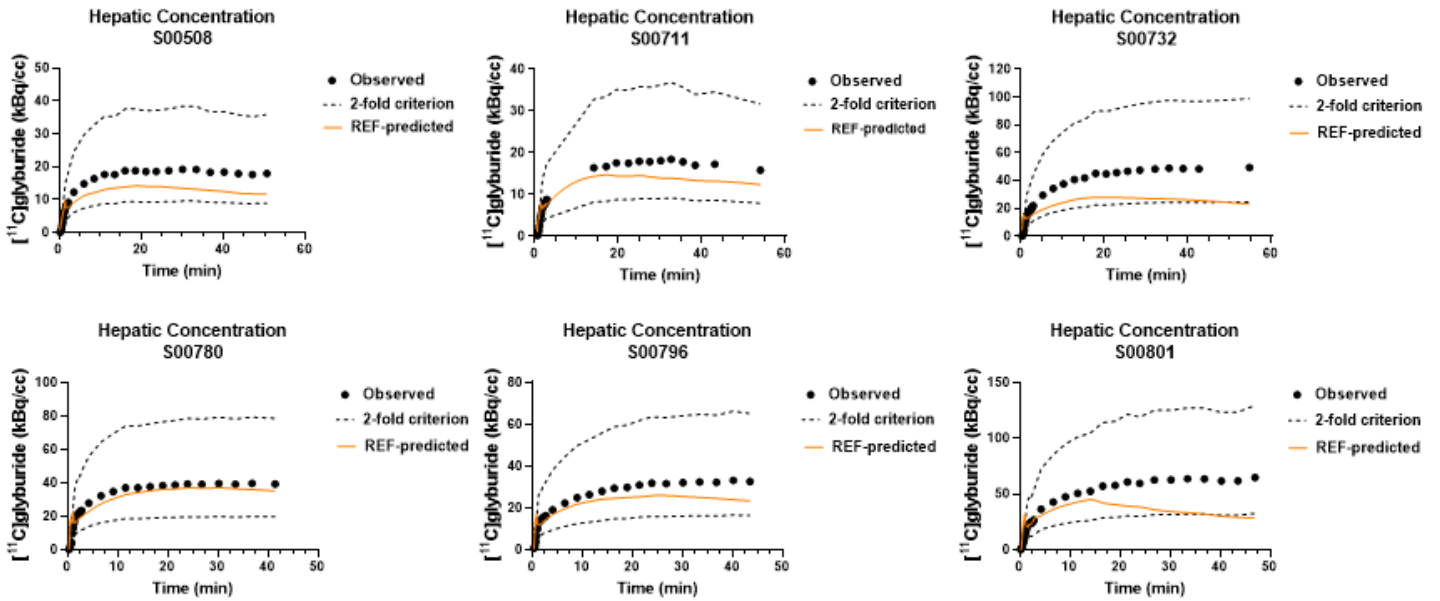 Hepatic Concentration
S00508
[¹¹C]glyburide (kBq/cc)
50
40
30
20
10
0
0 20 40 60
Time (min)
Observed
2-fold criterion
REF-predicted
Hepatic Concentration
S00711
[¹¹C]glyburide (kBq/cc)
40
30
20
10
0
0 20 40 60
Time (min)
Observed
2-fold criterion
REF-predicted
Hepatic Concentration
S00732
[¹¹C]glyburide (kBq/cc)
120
100
80
60
40
20
0
0 20 40 60
Time (min)
Observed
2-fold criterion
REF-predicted
Hepatic Concentration
S00780
[¹¹C]glyburide (kBq/cc)
100
80
60
40
20
0
0 10 20 30 40 50
Time (min)
Observed
2-fold criterion
REF-predicted
Hepatic Concentration
S00796
[¹¹C]glyburide (kBq/cc)
80
60
40
20
0
0 10 20 30 40 50
Time (min)
Observed
2-fold criterion
REF-predicted
Hepatic Concentration
S00801
[¹¹C]glyburide (kBq/cc)
150
100
50
0
0 10 20 30 40 50
Time (min)
Observed
2-fold criterion
REF-predicted